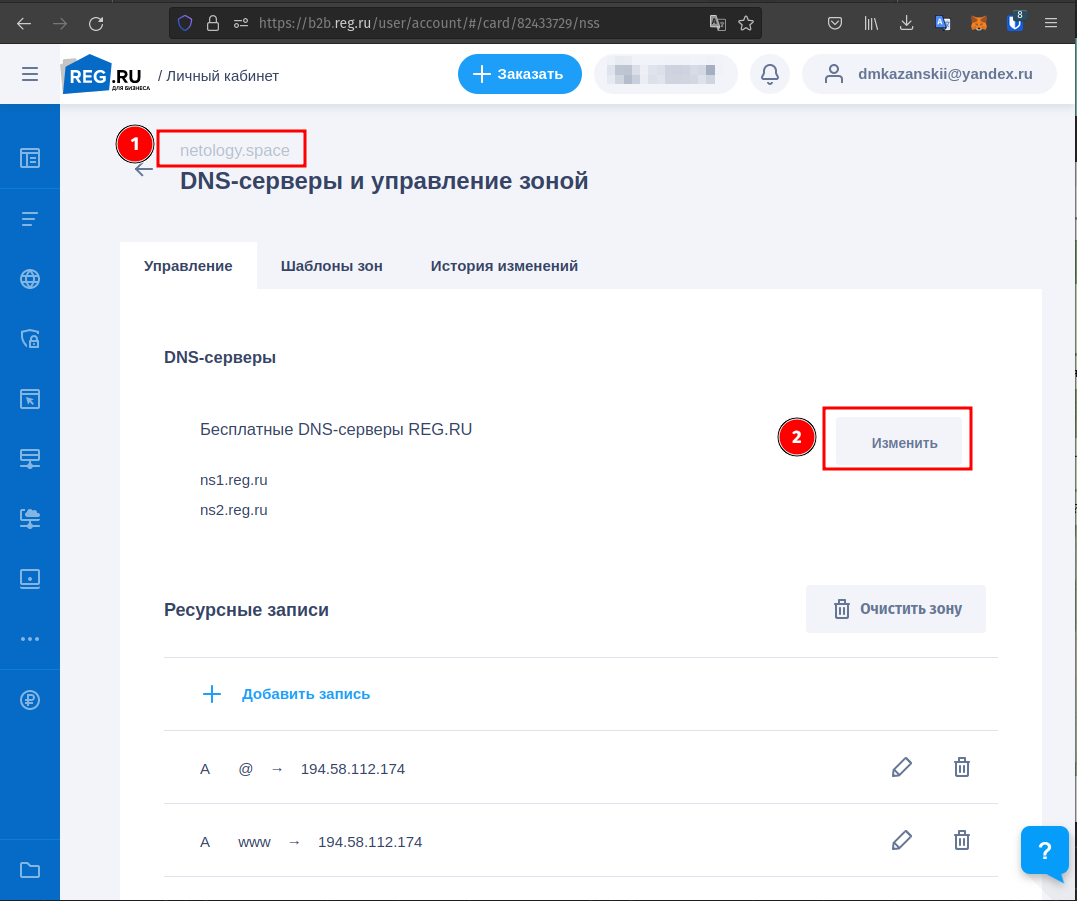 https://b2b.reg.ru/user/account/#/card/82433729/nss
8
REG.RU
ДЛЯ БИЗНЕСА
/ Личный кабинет
Заказать
dmkazanskii@yandex.ru
1
netology.space
DNS-серверы и управление зоной
Управление
Шаблоны зон
История изменений
DNS-серверы
Бесплатные DNS-серверы REG.RU
2
Изменить
ns1.reg.ru
ns2.reg.ru
Ресурсные записи
Очистить зону
Добавить запись
A @ → 194.58.112.174
A www → 194.58.112.174
?